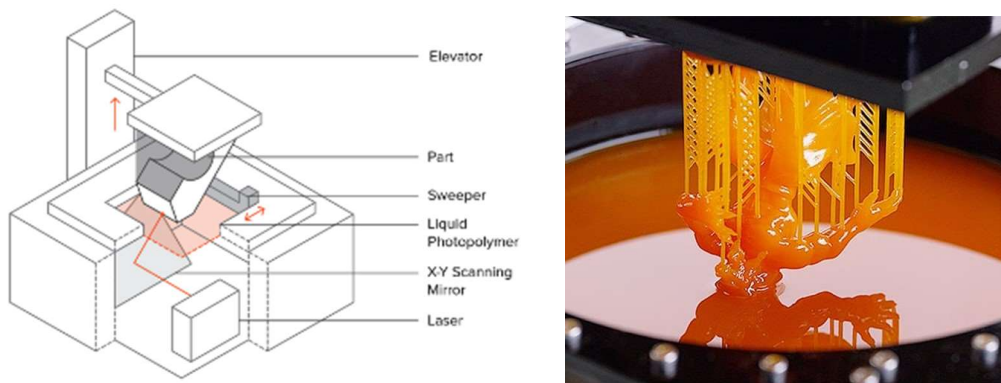 Elevator
Part
Sweeper
Liquid
Photopolymer
X-Y Scanning
Mirror
Laser